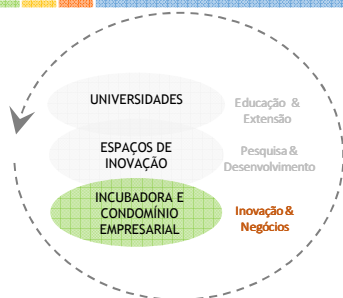 UNIVERSIDADES
Educação &
Extensão
ESPAÇOS DE
INOVAÇÃO
Pesquisa &
Desenvolvimento
INCUBADORA E
CONDOMÍNIO
EMPRESARIAL
Inovação &
Negócios